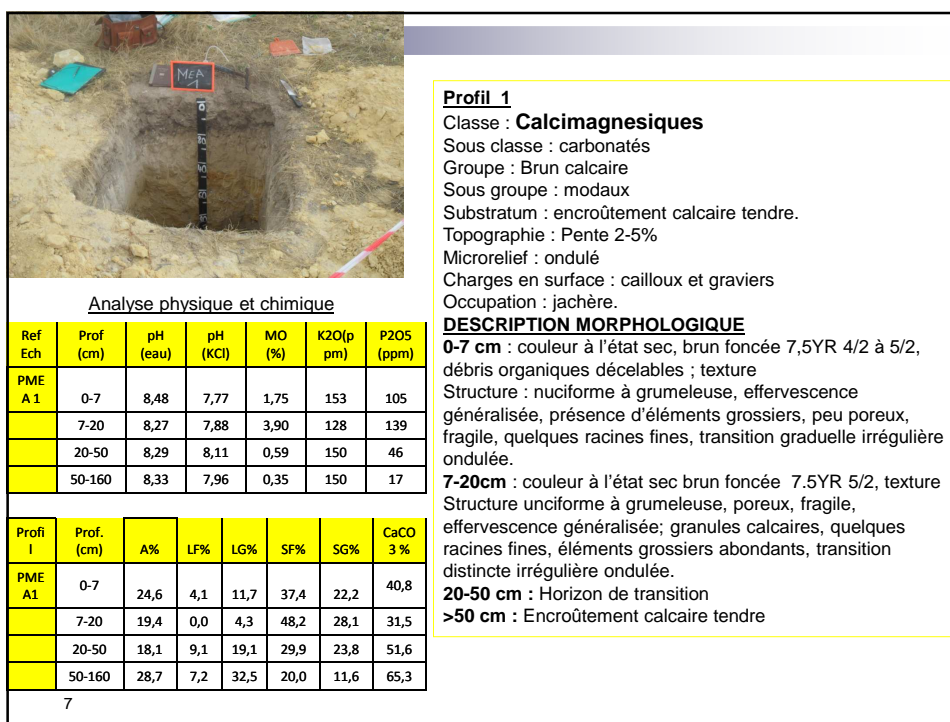 MEA
1
Analyse physique et chimique
Ref Ech Prof (cm) pH (eau) pH (KCl) MO (%) K2O(p pm) P2O5 (ppm)
PME A 1 0-7 8,48 7,77 1,75 153 105
7-20 8,27 7,88 3,90 128 139
20-50 8,29 8,11 0,59 150 46
50-160 8,33 7,96 0,35 150 17
Profi l Prof. (cm) A% LF% LG% SF% SG% CaCO 3 %
PME A1 0-7 24,6 4,1 11,7 37,4 22,2 40,8
7-20 19,4 0,0 4,3 48,2 28,1 31,5
20-50 18,1 9,1 19,1 29,9 23,8 51,6
50-160 28,7 7,2 32,5 20,0 11,6 65,3
7
Profil 1
Classe : Calcimagnesiques
Sous classe : carbonatés
Groupe : Brun calcaire
Sous groupe : modaux
Substratum : encroûtement calcaire tendre.
Topographie : Pente 2-5%
Microrelief : ondulé
Charges en surface : cailloux et graviers
Occupation : jachère.
DESCRIPTION MORPHOLOGIQUE
0-7 cm : couleur à l'état sec, brun foncée 7,5YR 4/2 à 5/2,
débris organiques décelables ; texture
Structure : nuciforme à grumeleuse, effervescence
généralisée, présence d'éléments grossiers, peu poreux,
fragile, quelques racines fines, transition graduelle irrégulière
ondulée.
7-20cm : couleur à l'état sec brun foncée 7.5YR 5/2, texture
Structure unciforme à grumeleuse, poreux, fragile,
effervescence généralisée; granules calcaires, quelques
racines fines, éléments grossiers abondants, transition
distincte irrégulière ondulée.
20-50 cm : Horizon de transition
>50 cm : Encroûtement calcaire tendre